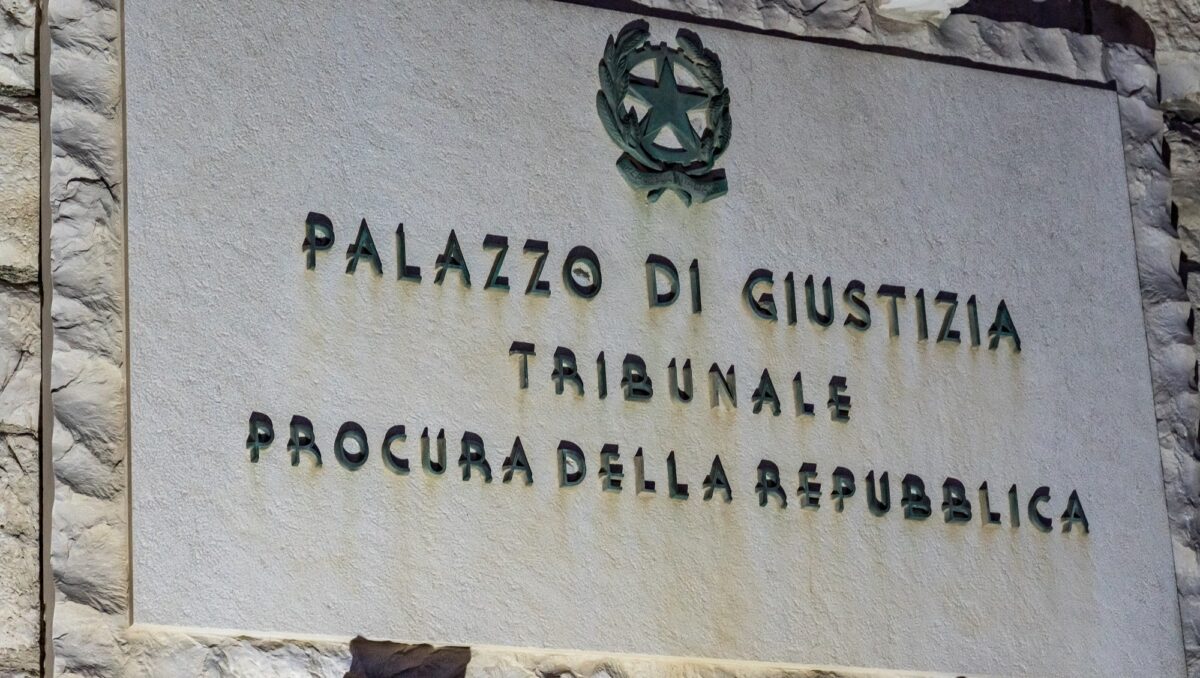 PALAZZO DI GIUSTIZIA
TRIBUNALE
PROCURA DELLA REPUBBLICA